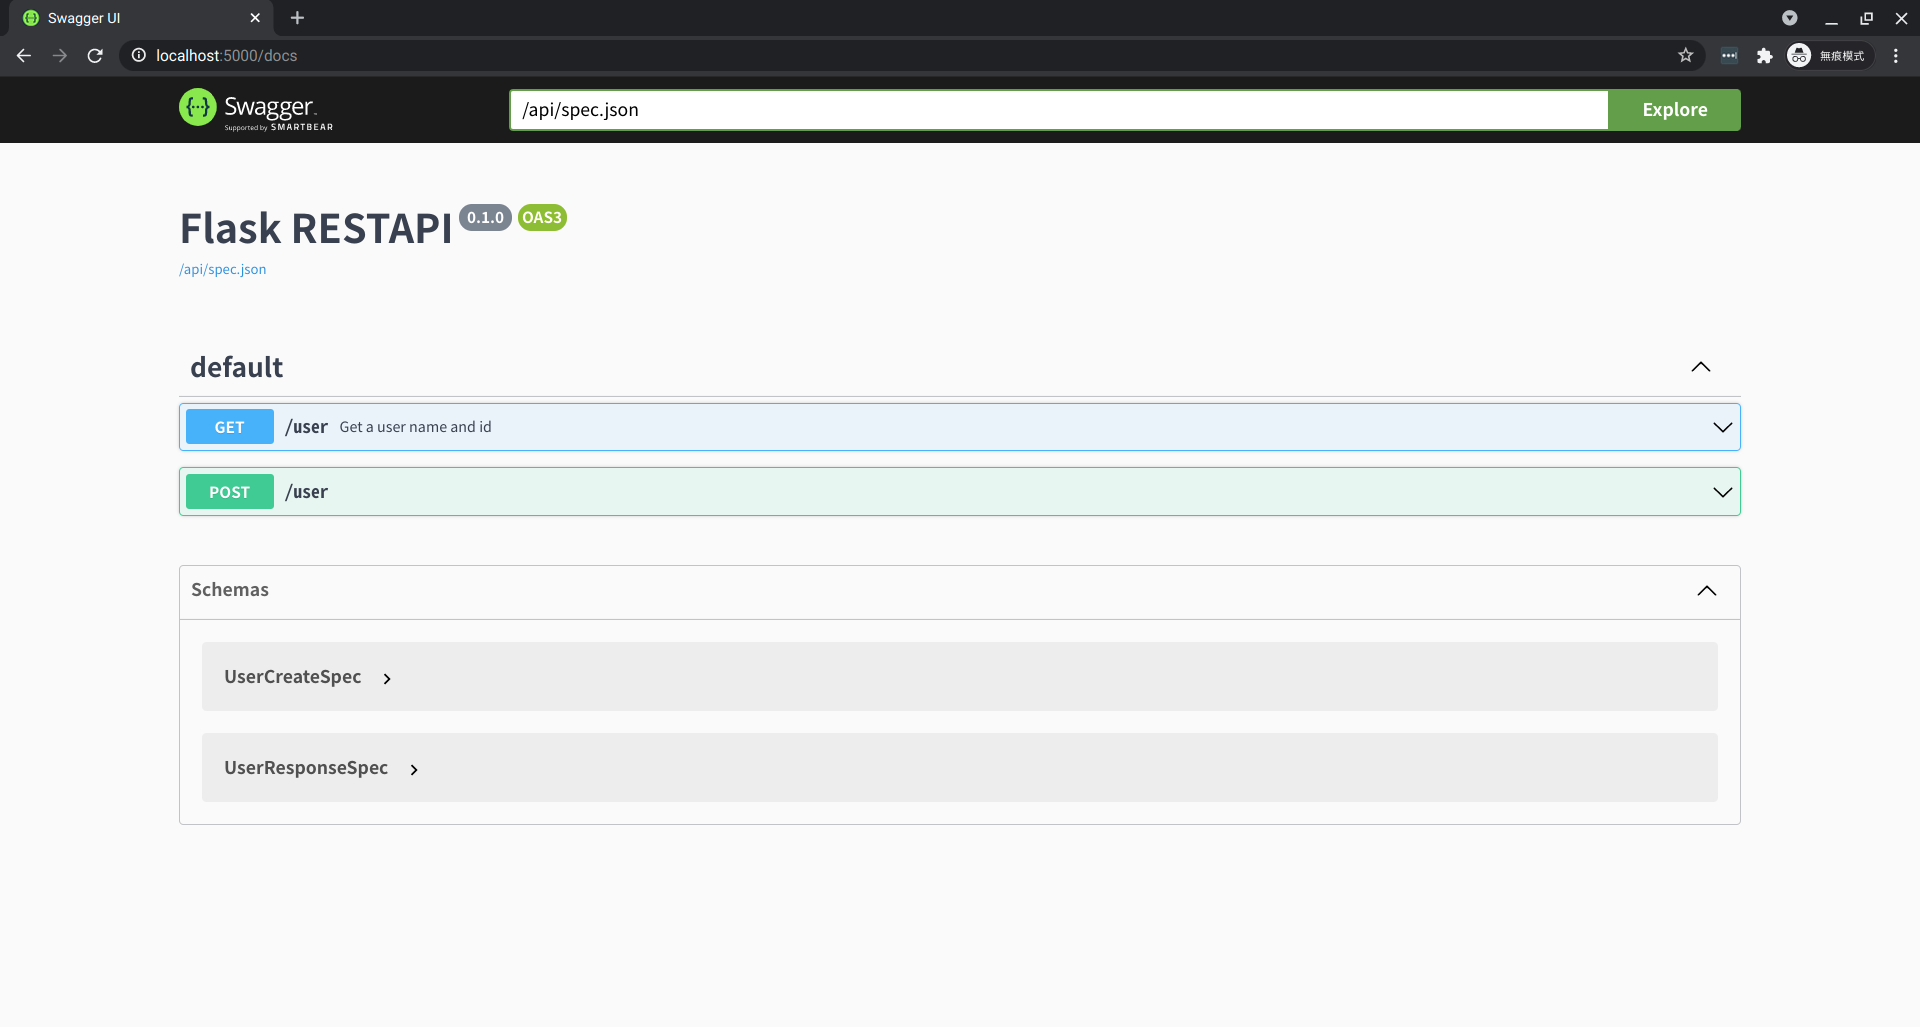 Swagger UI
localhost:5000/docs
無痕模式
Swagger
Supported by SMARTBEAR
/api/spec.json
Explore
Flask RESTAPI 0.1.0 OAS3
/api/spec.json
default
GET /user Get a user name and id
POST /user
Schemas
UserCreateSpec
UserResponseSpec